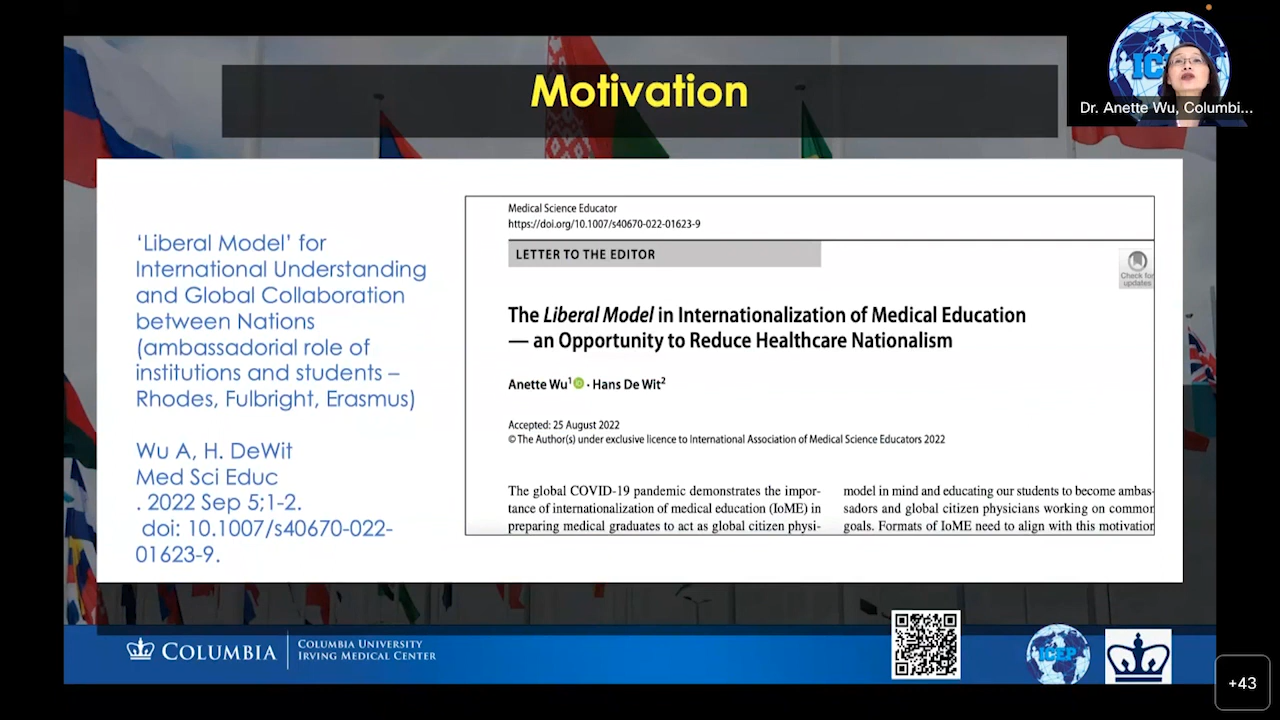 Motivation
Dr. Anette Wu, Columbi...
'Liberal Model' for
International Understanding
and Global Collaboration
between Nations
(ambassadorial role of
institutions and students –
Rhodes, Fulbright, Erasmus)
Wu A, H. DeWit
Med Sci Educ
. 2022 Sep 5;1-2.
doi: 10.1007/s40670-022-
01623-9.
Medical Science Educator
https://doi.org/10.1007/s40670-022-01623-9
LETTER TO THE EDITOR
Check for
updates
The Liberal Model in Internationalization of Medical Education
— an Opportunity to Reduce Healthcare Nationalism
Anette Wu1 · Hans De Wit2
Accepted: 25 August 2022
© The Author(s) under exclusive licence to International Association of Medical Science Educators 2022
The global COVID-19 pandemic demonstrates the impor-
tance of internationalization of medical education (IoME) in
preparing medical graduates to act as global citizen physi-
model in mind and educating our students to become ambas-
sadors and global citizen physicians working on common
goals. Formats of IoME need to align with this motivation
COLUMBIA
COLUMBIA UNIVERSITY
IRVING MEDICAL CENTER
ICEP
+43